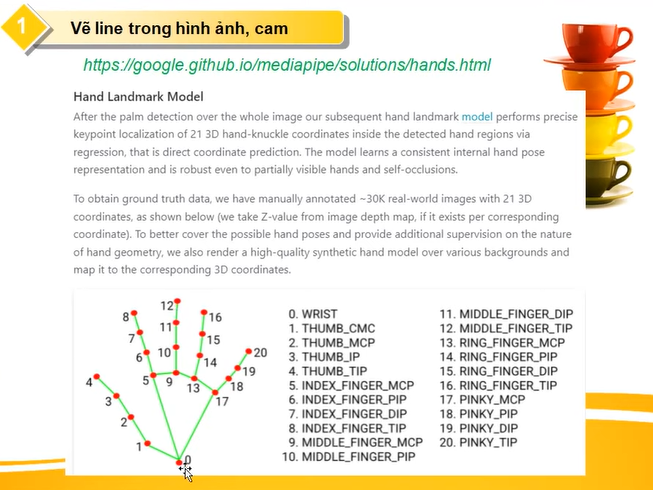 1
Vẽ line trong hình ảnh, cam
https://google.github.io/mediapipe/solutions/hands.html
Hand Landmark Model
After the palm detection over the whole image our subsequent hand landmark model performs precise
keypoint localization of 21 3D hand-knuckle coordinates inside the detected hand regions via
regression, that is direct coordinate prediction. The model learns a consistent internal hand pose
representation and is robust even to partially visible hands and self-occlusions.
To obtain ground truth data, we have manually annotated ~30K real-world images with 21 3D
coordinates, as shown below (we take Z-value from image depth map, if it exists per corresponding
coordinate). To better cover the possible hand poses and provide additional supervision on the nature
of hand geometry, we also render a high-quality synthetic hand model over various backgrounds and
map it to the corresponding 3D coordinates.
12
8
16
11
7
15
20
6
10
14
19
4
5
9
13
18
3
17
2
1
0
0. WRIST
1. THUMB_CMC
2. THUMB_MCP
3. THUMB_IP
4. THUMB_TIP
5. INDEX_FINGER_MCP
6. INDEX_FINGER_PIP
7. INDEX_FINGER_DIP
8. INDEX_FINGER_TIP
9. MIDDLE_FINGER_MCP
10. MIDDLE_FINGER_PIP
11. MIDDLE_FINGER_DIP
12. MIDDLE_FINGER_TIP
13. RING_FINGER_MCP
14. RING_FINGER_PIP
15. RING_FINGER_DIP
16. RING_FINGER_TIP
17. PINKY_MCP
18. PINKY_PIP
19. PINKY_DIP
20. PINKY_TIP